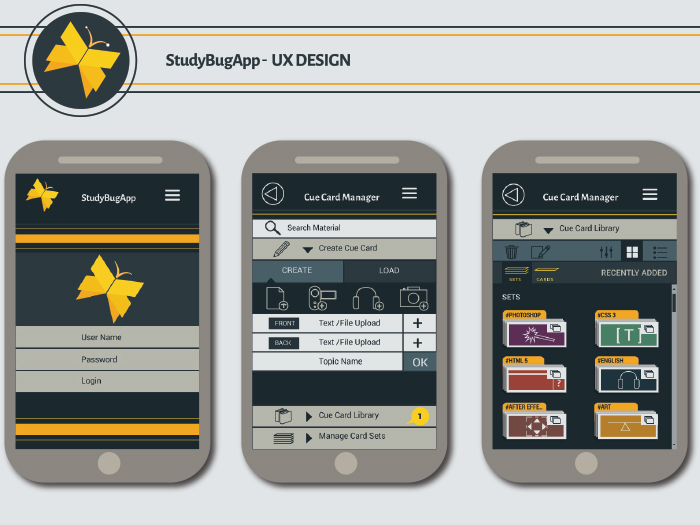 StudyBugApp - UX DESIGN
StudyBugApp
User Name
Password
Login
Cue Card Manager
Search Material
Create Cue Card
CREATE LOAD
FRONT Text /File Upload +
BACK Text /File Upload +
Topic Name OK
Cue Card Library 1
Manage Card Sets
Cue Card Manager
Cue Card Library
SETS CARDS RECENTLY ADDED
SETS
#PHOTOSHOP #CSS 3
[T]
#HTML 5 #ENGLISH
?
#AFTER EFFE.. #ART